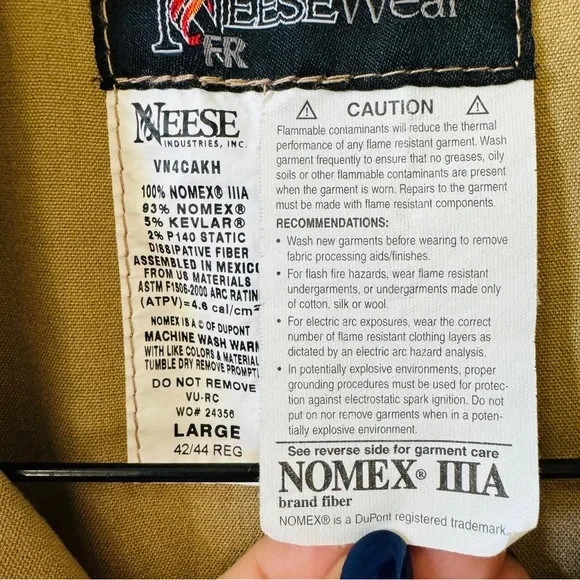 NEESEWear
FR
NEESE
INDUSTRIES, INC.
VN4CAKH
100% NOMEX® IIIA
93% NOMEX®
5% KEVLAR®
2% P140 STATIC
DISSIPATIVE FIBER
ASSEMBLED IN MEXICO
FROM US MATERIALS
ASTM F1506-2000 ARC RATIN
(ATPV)=4.6 cal/cm²
NOMEX IS A © OF DUPONT
MACHINE WASH WARM
WITH LIKE COLORS & MATERIAL
TUMBLE DRY REMOVE PROMPT
DO NOT REMOVE
VU-RC
WO# 24356
LARGE
42/44 REG
⚠ CAUTION ⚠
Flammable contaminants will reduce the thermal
performance of any flame resistant garment. Wash
garment frequently to ensure that no greases, oily
soils or other flammable contaminants are present
when the garment is worn. Repairs to the garment
must be made with flame resistant components.
RECOMMENDATIONS:
• Wash new garments before wearing to remove
fabric processing aids/finishes.
• For flash fire hazards, wear flame resistant
undergarments, or undergarments made only
of cotton, silk or wool.
• For electric arc exposures, wear the correct
number of flame resistant clothing layers as
dictated by an electric arc hazard analysis.
• In potentially explosive environments, proper
grounding procedures must be used for protec-
tion against electrostatic spark ignition. Do not
put on nor remove garments when in a poten-
tially explosive environment.
See reverse side for garment care
NOMEX® IIIA
brand fiber
NOMEX® is a DuPont registered trademark.